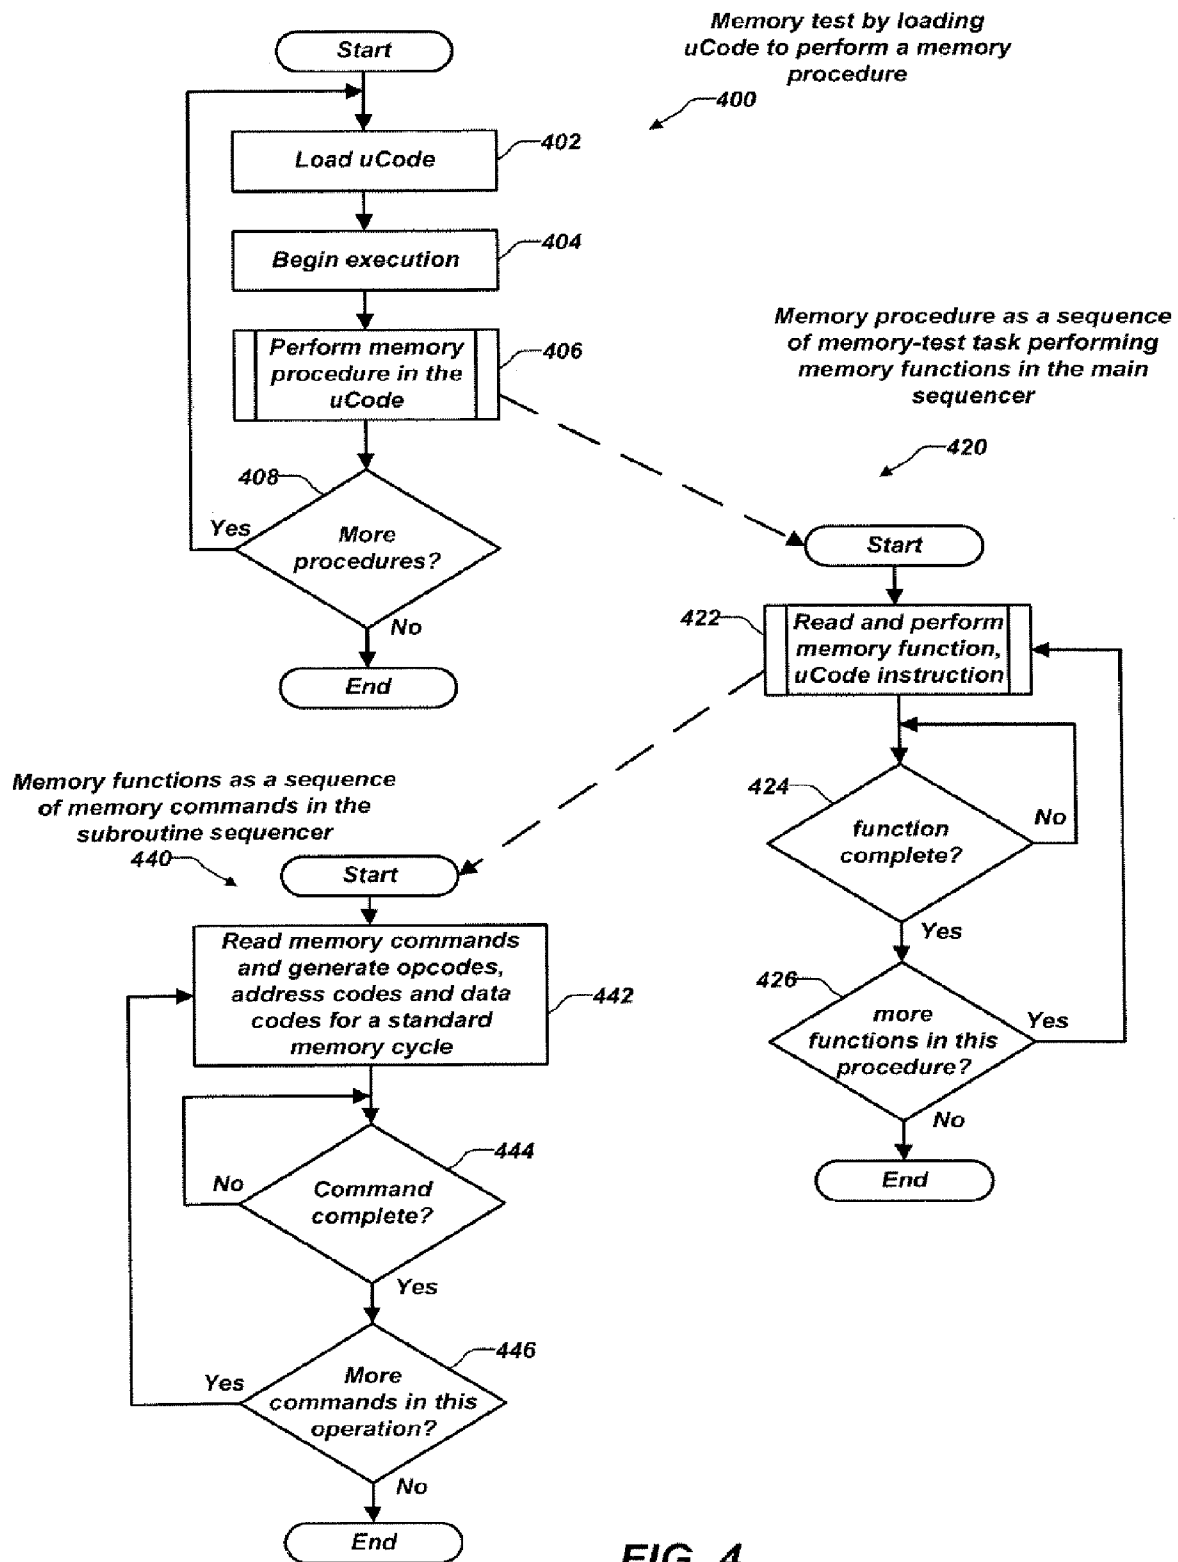 Memory test by loading
uCode to perform a memory
procedure
400
Start
Load uCode
402
Begin execution
404
Perform memory
procedure in the
uCode
406
408
Yes
More
procedures?
No
End
Memory procedure as a sequence
of memory-test task performing
memory functions in the main
sequencer
420
Start
422
Read and perform
memory function,
uCode instruction
424
function
complete?
No
Yes
426
more
functions in this
procedure?
Yes
No
End
Memory functions as a sequence
of memory commands in the
subroutine sequencer
440
Start
Read memory commands
and generate opcodes,
address codes and data
codes for a standard
memory cycle
442
444
No
Command
complete?
Yes
446
Yes
More
commands in this
operation?
No
End
FIG. 4